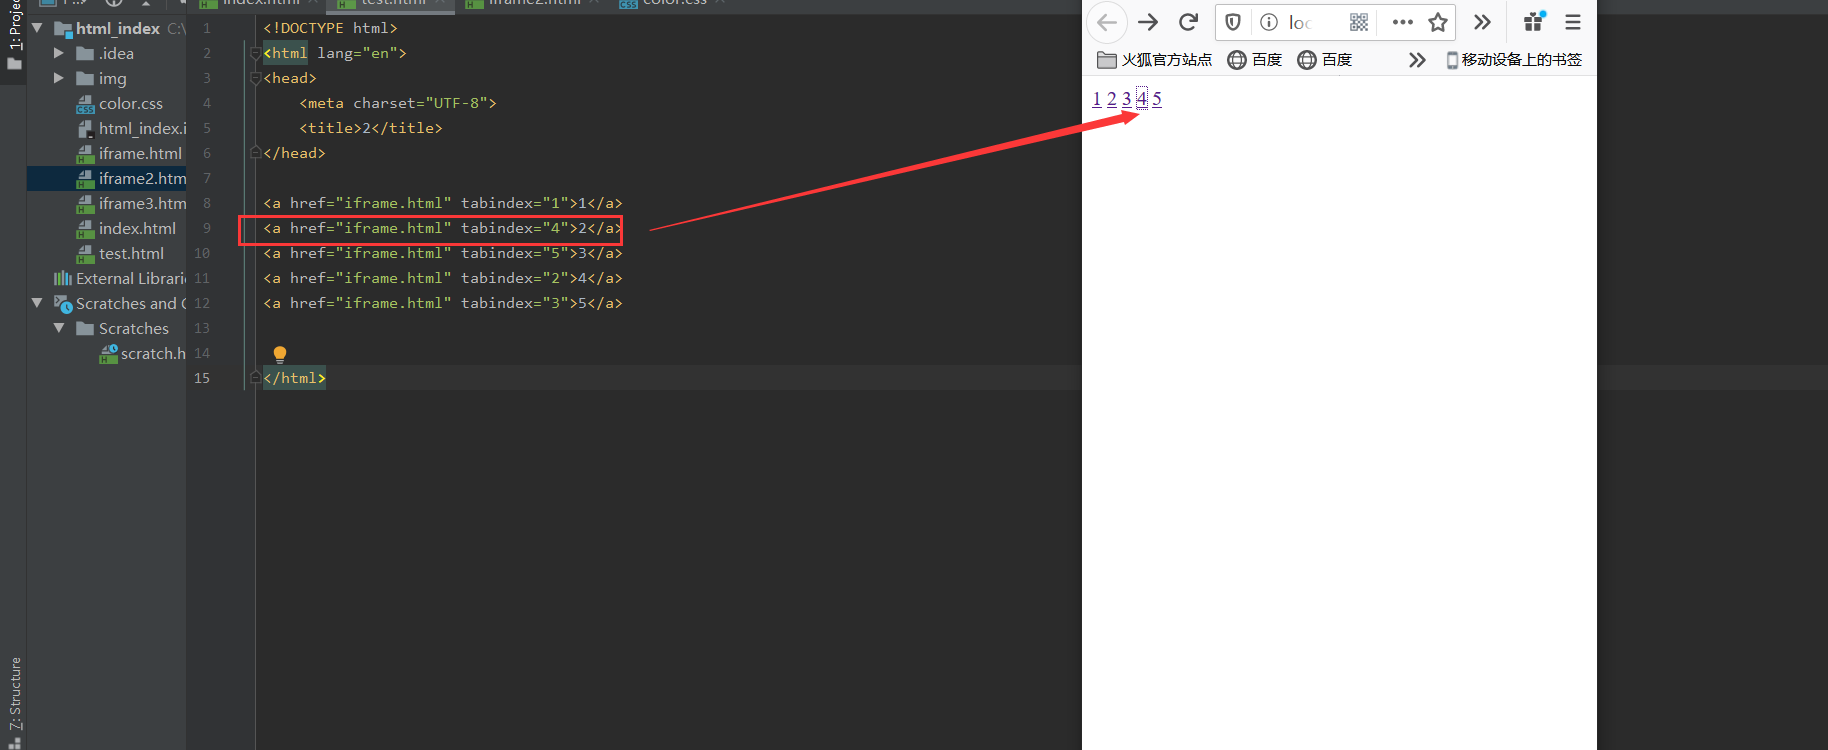 1: Project
html_index C:\
.idea
img
color.css
html_index.i
iframe.html
iframe2.htm
iframe3.htm
index.html
test.html
External Librari
Scratches and C
Scratches
scratch.h
Z: Structure
index.html
test.html
iframe2.html
color.css
1 <!DOCTYPE html>
2 <html lang="en">
3 <head>
4 <meta charset="UTF-8">
5 <title>2</title>
6 </head>
7
8 <a href="iframe.html" tabindex="1">1</a>
9 <a href="iframe.html" tabindex="4">2</a>
10 <a href="iframe.html" tabindex="5">3</a>
11 <a href="iframe.html" tabindex="2">4</a>
12 <a href="iframe.html" tabindex="3">5</a>
13
14
15 </html>
loc
火狐官方站点 百度 百度 移动设备上的书签
1 2 3 4 5